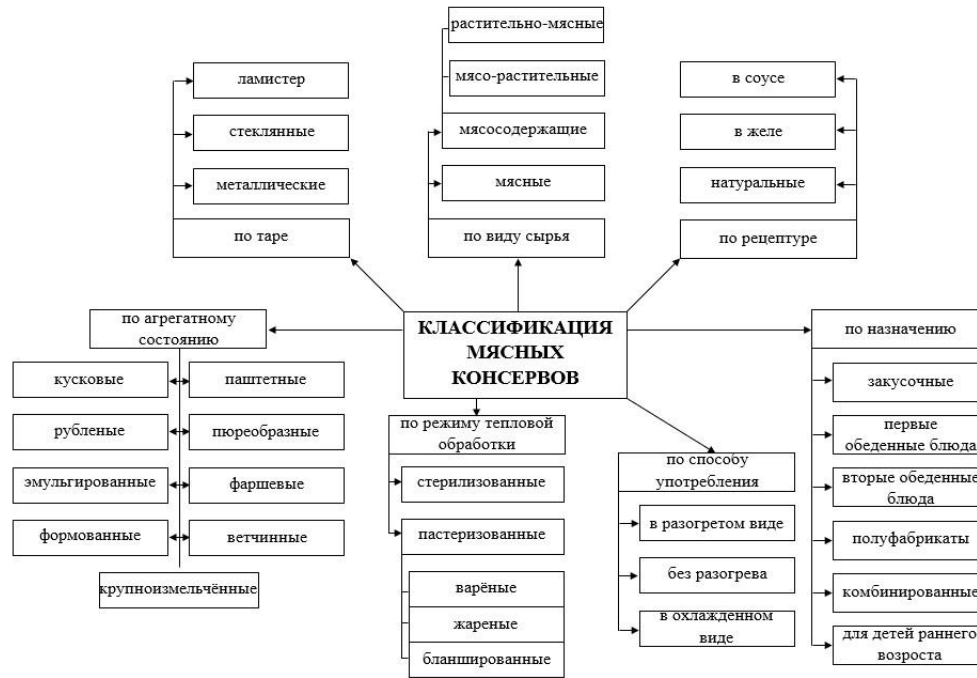 растительно-мясные
ламистер
мясо-растительные
в соусе
стеклянные
мясосодержащие
в желе
металлические
мясные
натуральные
по таре
по виду сырья
по рецептуре
КЛАССИФИКАЦИЯ
МЯСНЫХ
КОНСЕРВОВ
по агрегатному
состоянию
кусковые
паштетные
рубленые
пюреобразные
эмульгированные
фаршевые
формованные
ветчинные
крупноизмельчённые
по режиму тепловой
обработки
стерилизованные
пастеризованные
варёные
жареные
бланшированные
по способу
употребления
в разогретом виде
без разогрева
в охлажденном
виде
по назначению
закусочные
первые
обеденные блюда
вторые обеденные
блюда
полуфабрикаты
комбинированные
для детей раннего
возроста